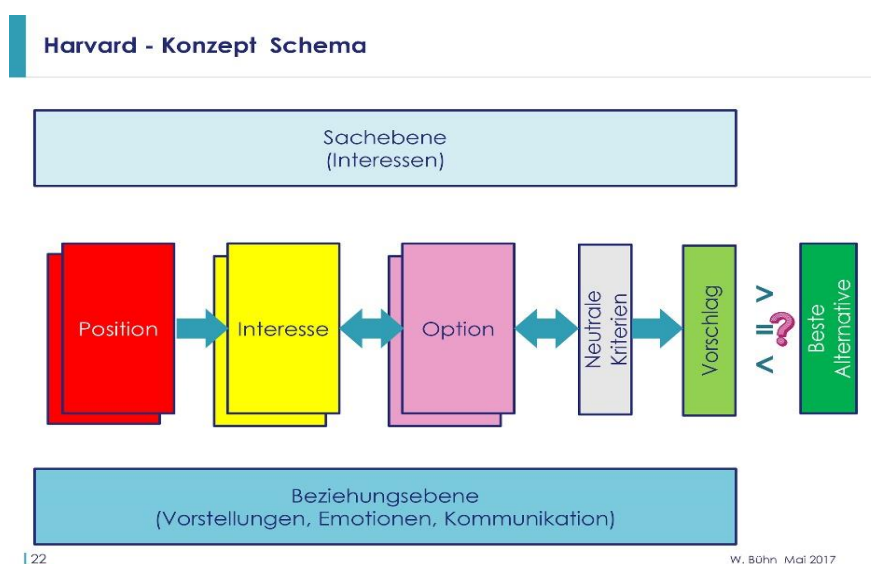 Harvard - Konzept Schema
Sachebene
(Interessen)
Position
Interesse
Option
Neutrale
Kriterien
Vorschlag
>
=?
<
Beste
Alternative
Beziehungsebene
(Vorstellungen, Emotionen, Kommunikation)
| 22
W. Bühn Mai 2017